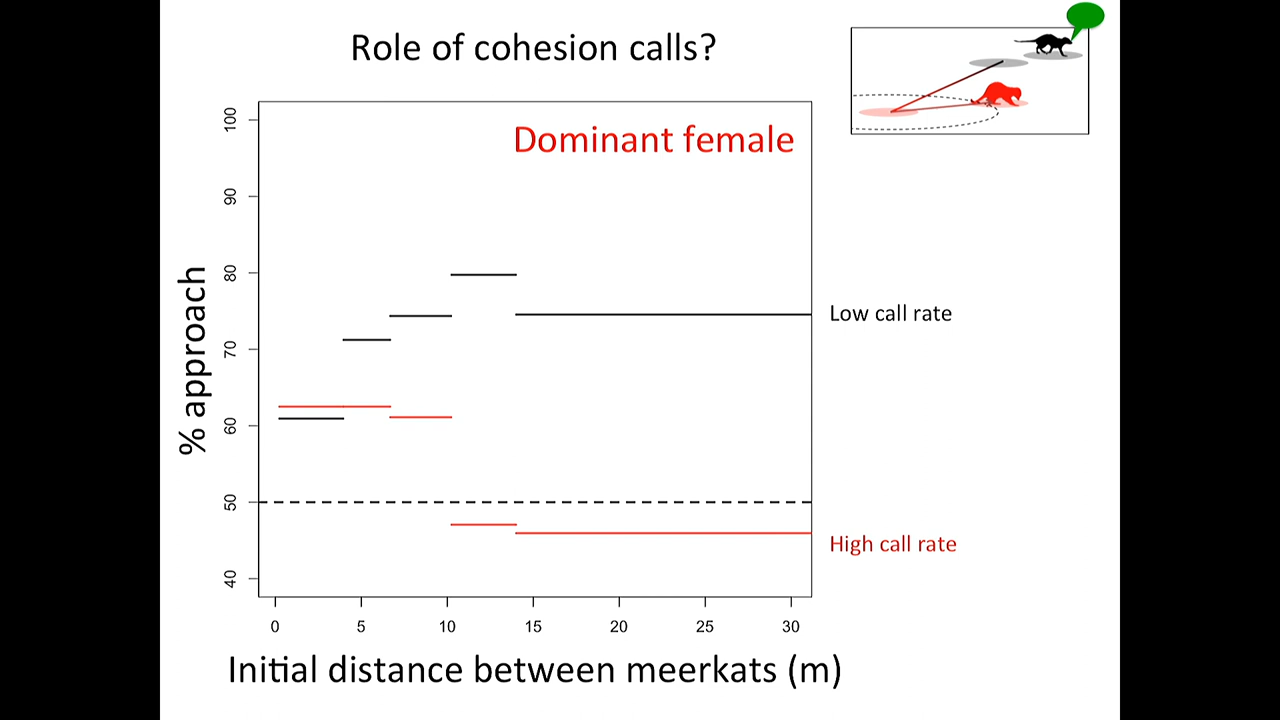 Role of cohesion calls?
Dominant female
% approach
100
90
80
70
60
50
40
Low call rate
High call rate
0 5 10 15 20 25 30
Initial distance between meerkats (m)